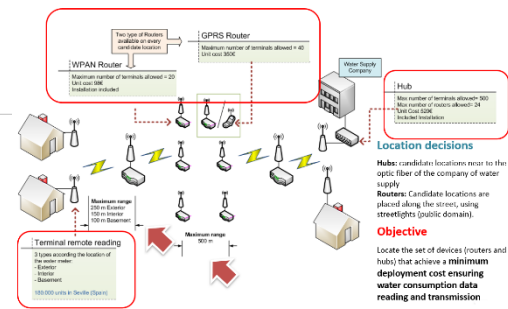 Two type of Routers
available on every
candidate location
GPRS Router
Maximum number of terminals allowed = 40
Unit cost 360€
WPAN Router
Maximum number of terminals allowed = 20
Unit cost 98€
Installation included
Water Supply
Company
Hub
Max number of terminals allowed= 500
Max number of routers allowed= 24
Unit Cost 829€
Included Installation
Location decisions
Hubs: candidate locations near to the
optic fiber of the company of water
supply
Routers: Candidate locations are
placed along the street, using
streetlights (public domain).
Maximum range
250 m Exterior
150 m Interior
100 m Basement
Maximum range
500 m
Terminal remote reading
3 types according the location of
the water meter:
- Exterior
- Interior
- Basement
180.000 units in Seville (Spain)
Objective
Locate the set of devices (routers and
hubs) that achieve a minimum
deployment cost ensuring
water consumption data
reading and transmission